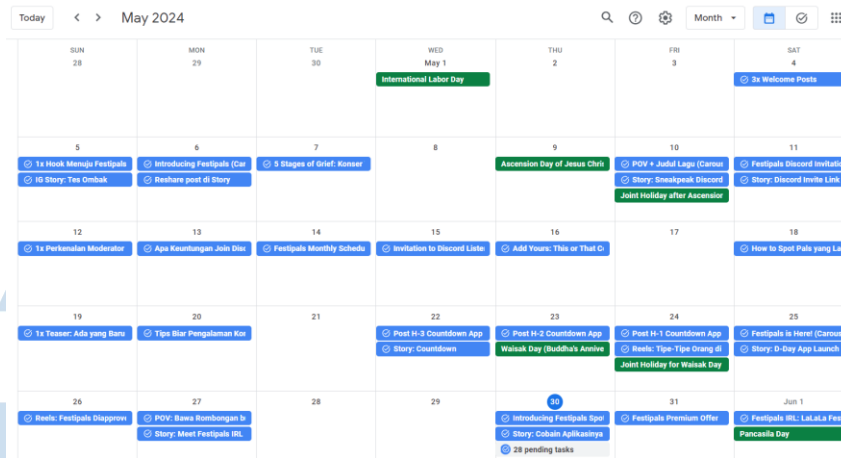 Today
May 2024
Month
SUN MON TUE WED THU FRI SAT
28 29 30 May 1 2 3 4
International Labor Day
3x Welcome Posts
5 6 7 8 9 10 11
1x Hook Menuju Festipals
Introducing Festipals (Car
5 Stages of Grief: Konser
Ascension Day of Jesus Chris
POV + Judul Lagu (Carous
Festipals Discord Invitatio
IG Story: Tes Ombak
Reshare post di Story
Story: Sneakpeak Discord
Story: Discord Invite Link
Joint Holiday after Ascension
12 13 14 15 16 17 18
1x Perkenalan Moderator
Apa Keuntungan Join Disc
Festipals Monthly Schedu
Invitation to Discord Liste
Add Yours: This or That C
How to Spot Pals yang La
19 20 21 22 23 24 25
1x Teaser: Ada yang Baru
Tips Biar Pengalaman Kon
Post H-3 Countdown App
Post H-2 Countdown App
Post H-1 Countdown App
Festipals is Here! (Carous
Story: Countdown
Waisak Day (Buddha's Annive
Reels: Tipe-Tipe Orang di
Story: D-Day App Launch
Joint Holiday for Waisak Day
26 27 28 29 30 31 Jun 1
Reels: Festipals Diapprove
POV: Bawa Rombongan b
Introducing Festipals Spo
Festipals Premium Offer
Festipals IRL: LaLaLa Fes
Story: Meet Festipals IRL
Story: Cobain Aplikasinya
Pancasila Day
28 pending tasks